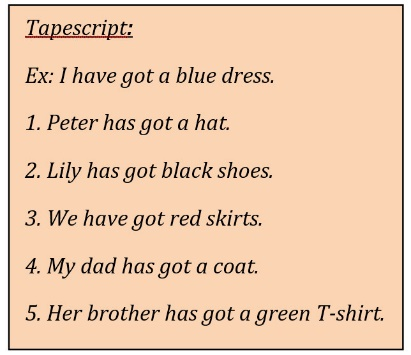 Tapescript:
Ex: I have got a blue dress.
1. Peter has got a hat.
2. Lily has got black shoes.
3. We have got red skirts.
4. My dad has got a coat.
5. Her brother has got a green T-shirt.